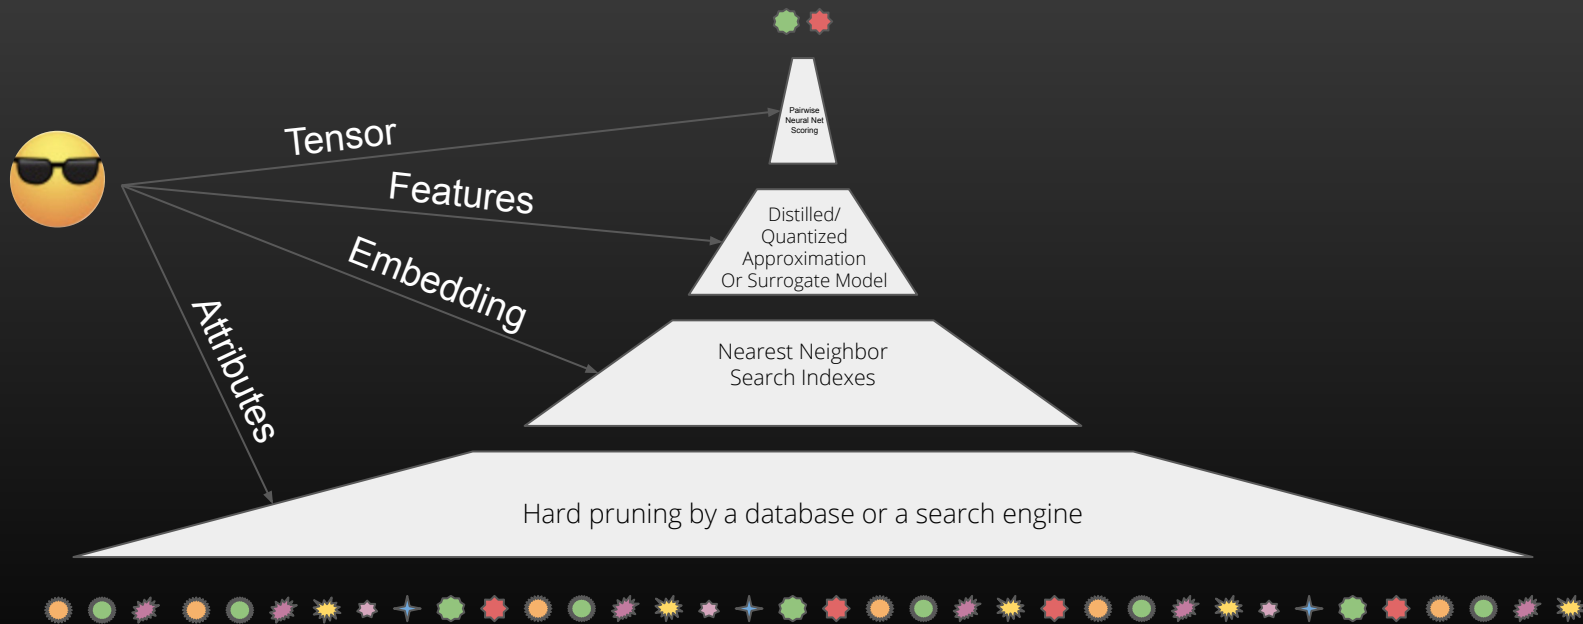 Tensor
Features
Embedding
Attributes
Pairwise
Neural Net
Scoring
Distilled/
Quantized
Approximation
Or Surrogate Model
Nearest Neighbor
Search Indexes
Hard pruning by a database or a search engine